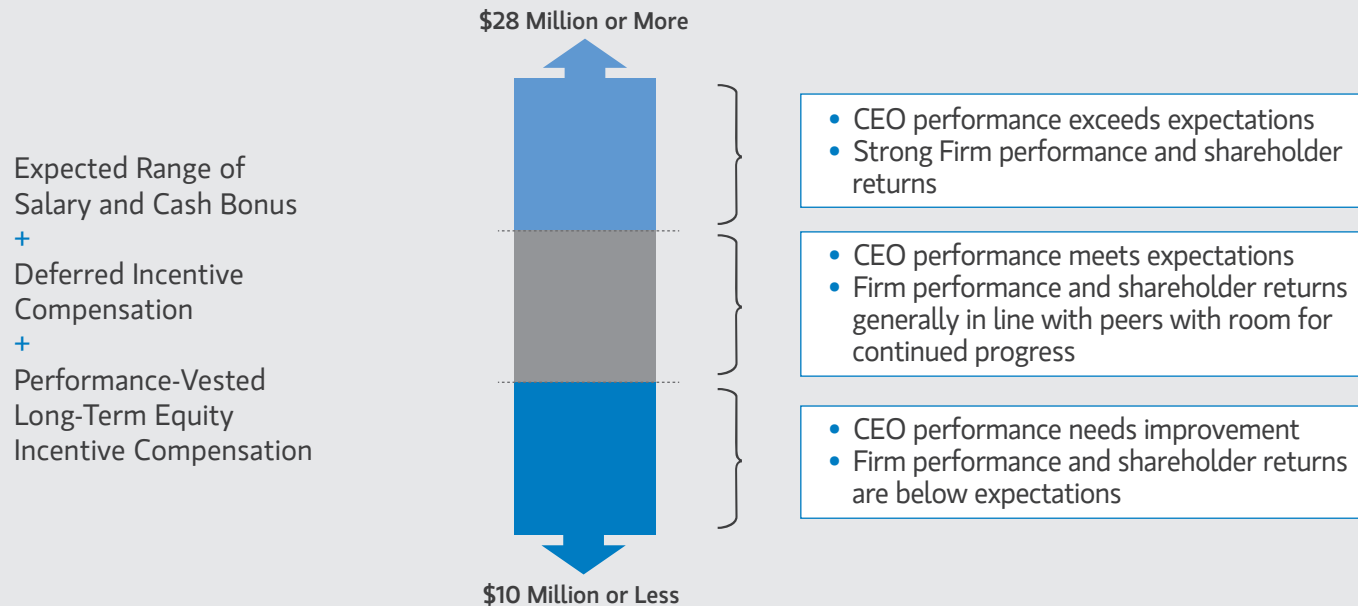 $28 Million or More
Expected Range of
Salary and Cash Bonus
+
Deferred Incentive
Compensation
+
Performance-Vested
Long-Term Equity
Incentive Compensation
• CEO performance exceeds expectations
• Strong Firm performance and shareholder
returns
• CEO performance meets expectations
• Firm performance and shareholder returns
generally in line with peers with room for
continued progress
• CEO performance needs improvement
• Firm performance and shareholder returns
are below expectations
$10 Million or Less